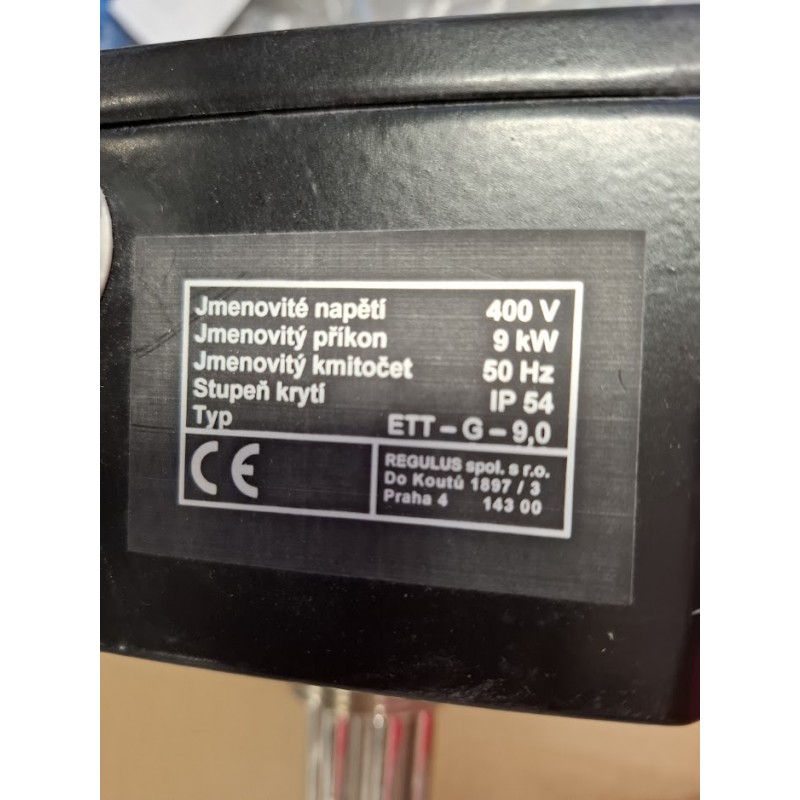 Jmenovité napětí 400 V
Jmenovitý příkon 9 kW
Jmenovitý kmitočet 50 Hz
Stupeň krytí IP 54
Typ ETT – G – 9,0
CE
REGULUS spol. s r.o.
Do Koutů 1897 / 3
Praha 4 143 00